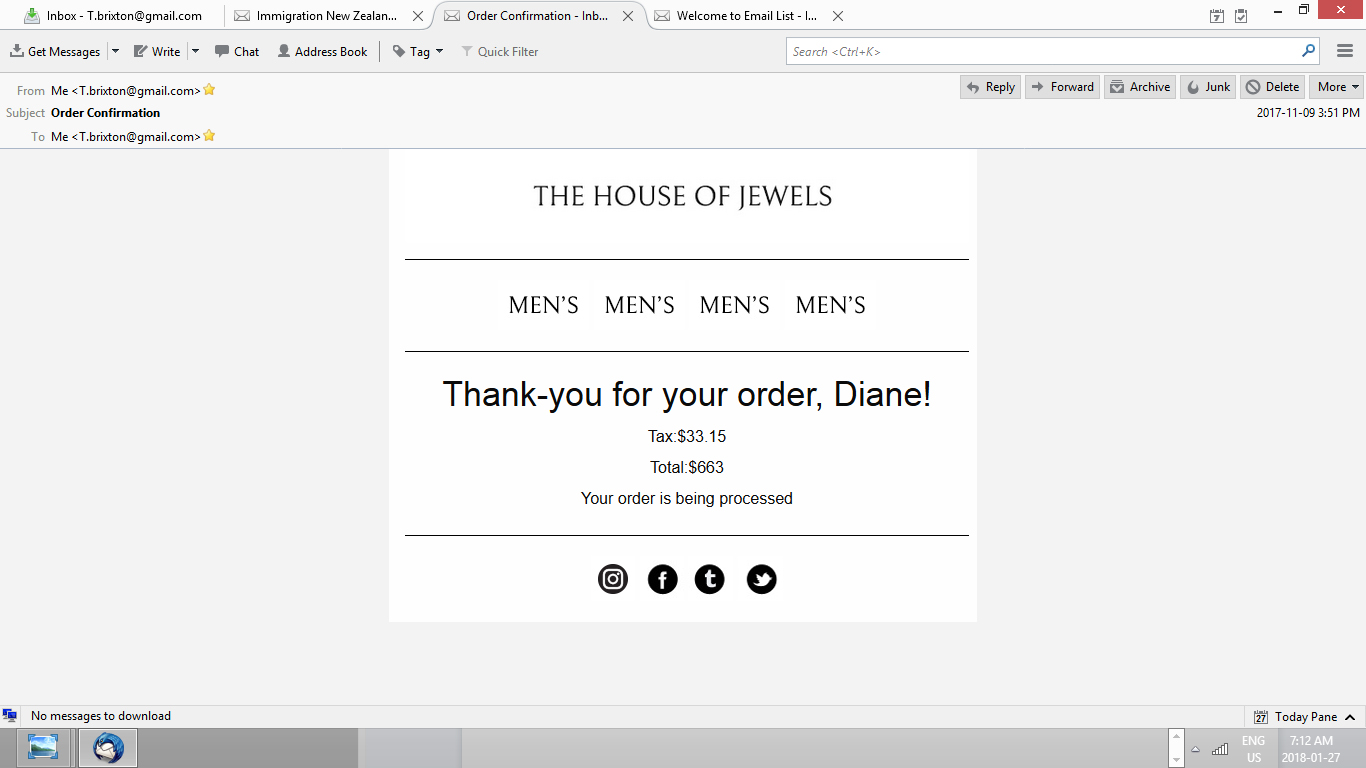 Inbox - T.brixton@gmail.com
Immigration New Zealan...
Order Confirmation - Inb...
Welcome to Email List - I...
7
Get Messages
Write
Chat
Address Book
Tag
Quick Filter
Search <Ctrl+K>
From Me <T.brixton@gmail.com>
Reply
Forward
Archive
Junk
Delete
More
Subject Order Confirmation
2017-11-09 3:51 PM
To Me <T.brixton@gmail.com>
THE HOUSE OF JEWELS
MEN'S MEN'S MEN'S MEN'S
Thank-you for your order, Diane!
Tax:$33.15
Total:$663
Your order is being processed
No messages to download
27 Today Pane
ENG
US
7:12 AM
2018-01-27